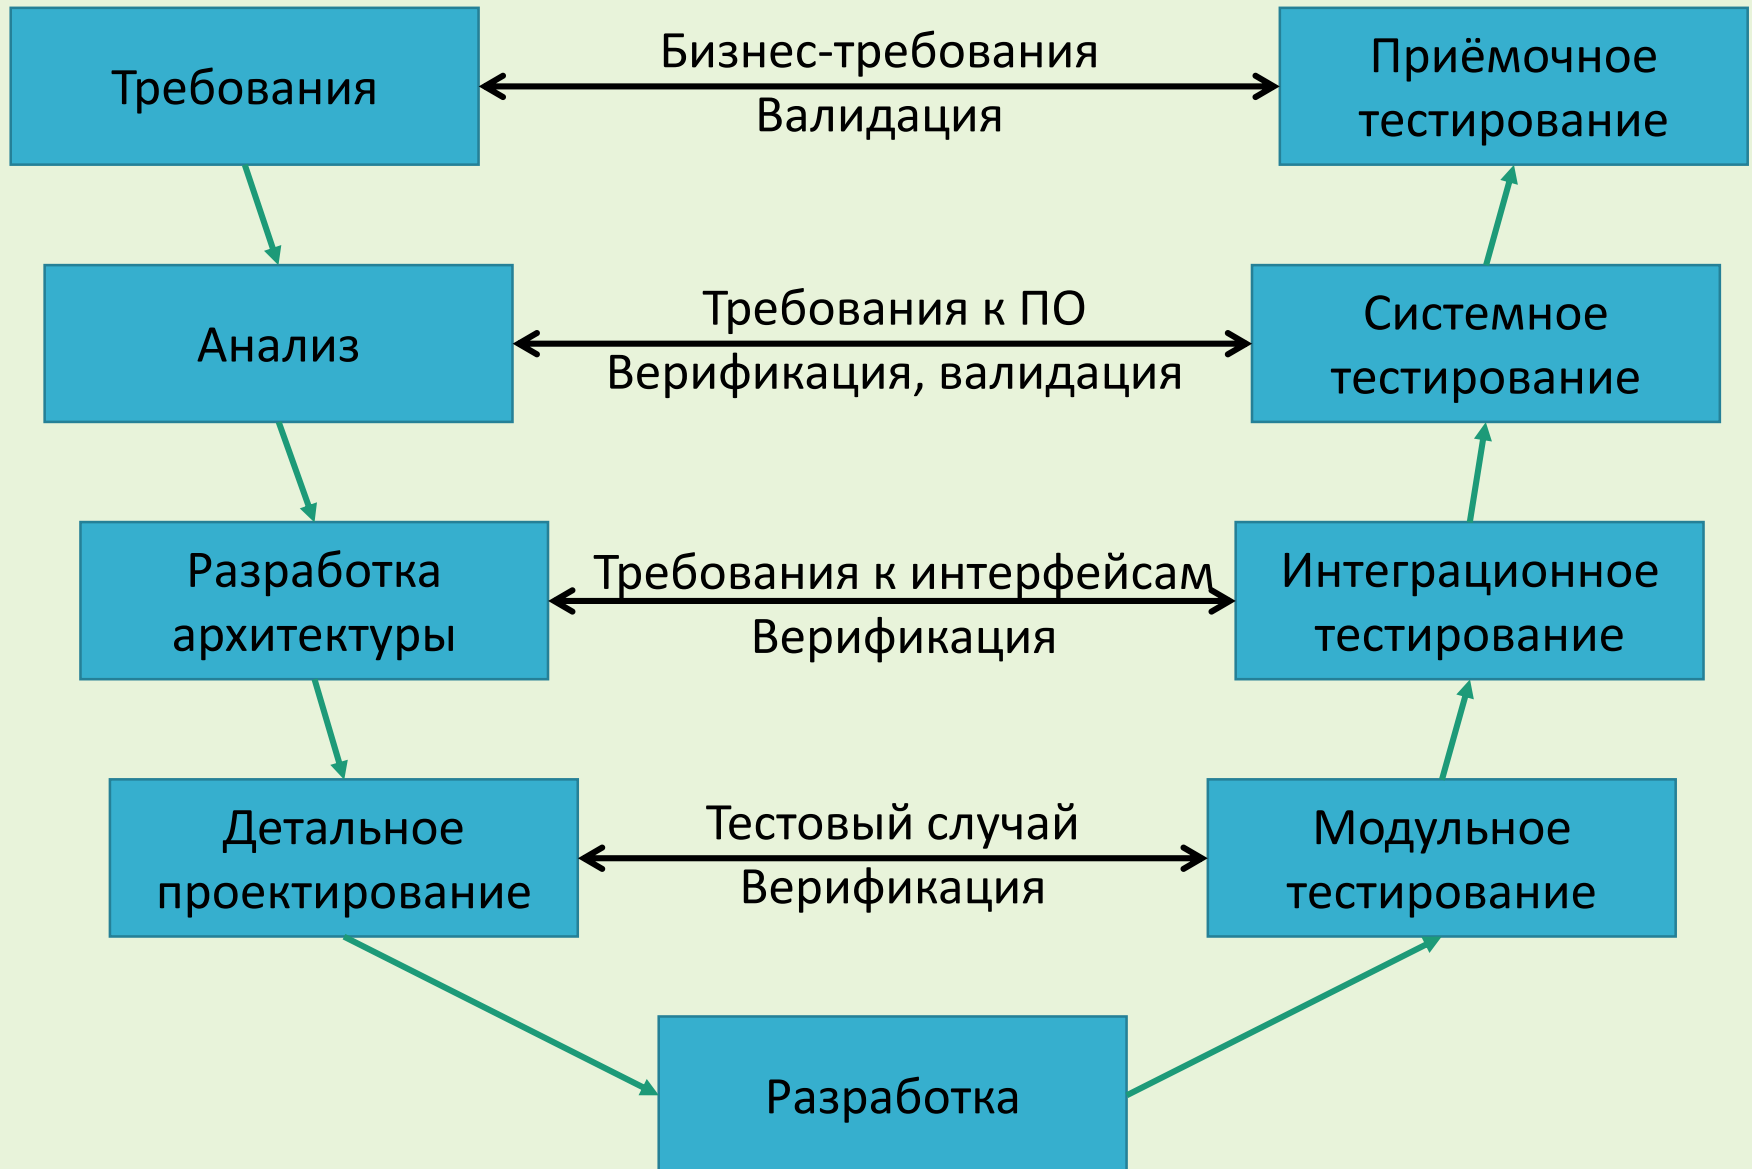 Требования
Бизнес-требования
Валидация
Приёмочное
тестирование
Анализ
Требования к ПО
Верификация, валидация
Системное
тестирование
Разработка
архитектуры
Требования к интерфейсам
Верификация
Интеграционное
тестирование
Детальное
проектирование
Тестовый случай
Верификация
Модульное
тестирование
Разработка